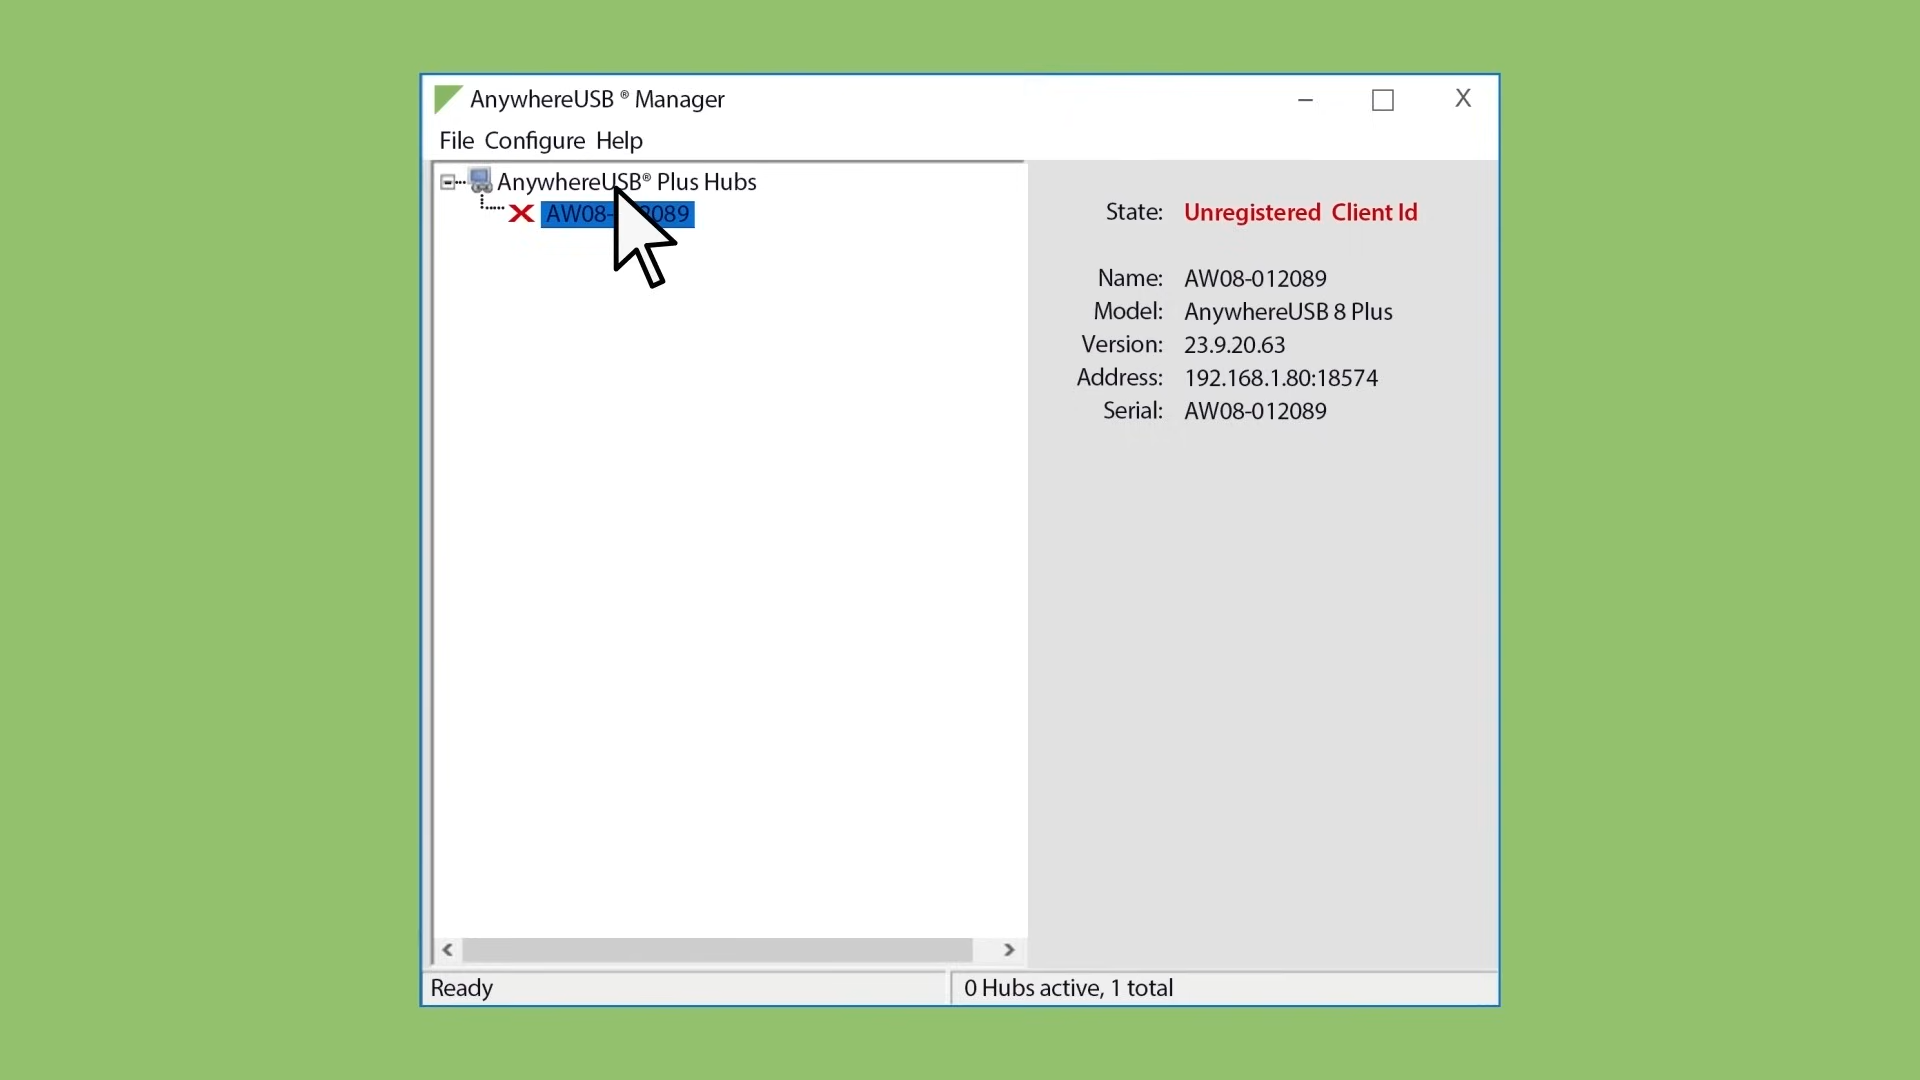 AnywhereUSB ® Manager
X
File Configure Help
AnywhereUSB® Plus Hubs
AW08- 2089
State: Unregistered Client Id
Name: AW08-012089
Model: AnywhereUSB 8 Plus
Version: 23.9.20.63
Address: 192.168.1.80:18574
Serial: AW08-012089
Ready
0 Hubs active, 1 total